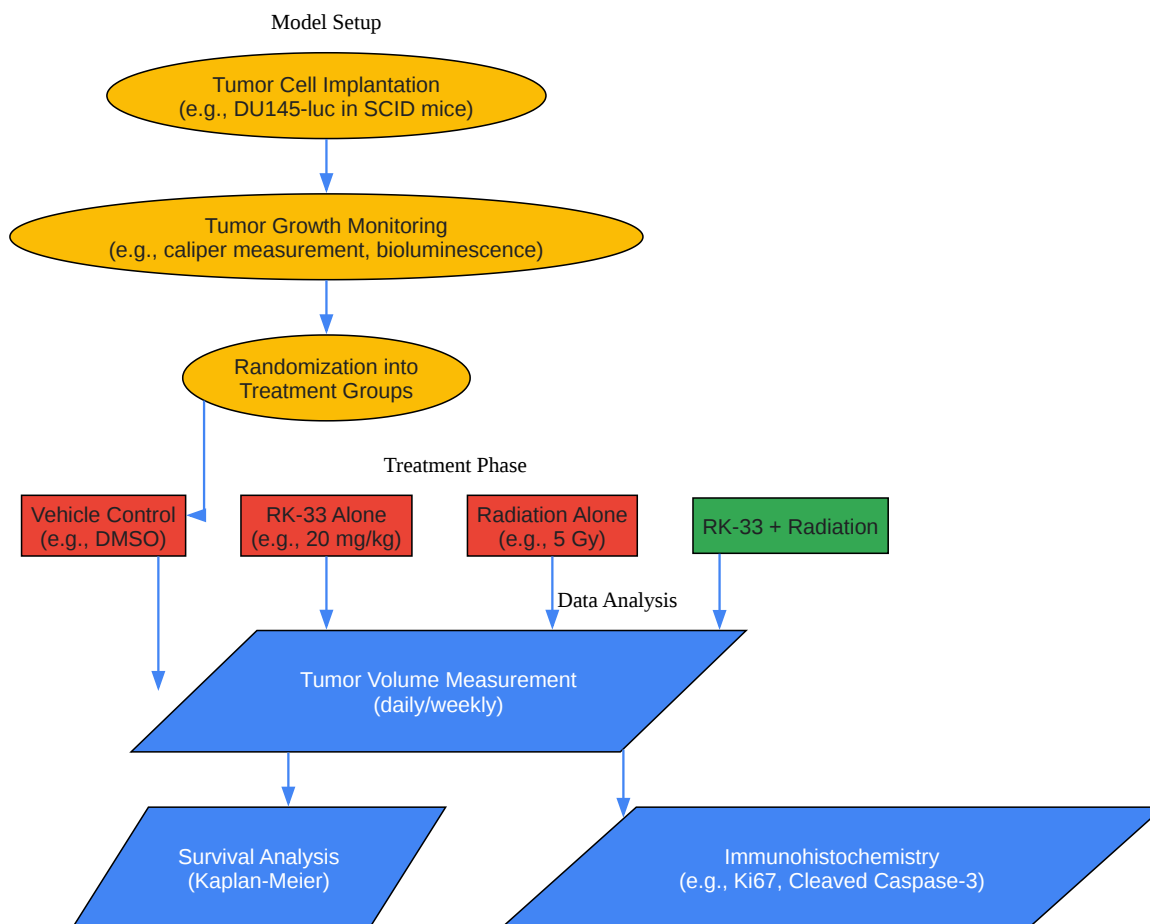 Model Setup
Tumor Cell Implantation
(e.g., DU145-luc in SCID mice)
Tumor Growth Monitoring
(e.g., caliper measurement, bioluminescence)
Randomization into
Treatment Groups
Treatment Phase
Vehicle Control
(e.g., DMSO)
RK-33 Alone
(e.g., 20 mg/kg)
Radiation Alone
(e.g., 5 Gy)
RK-33 + Radiation
Data Analysis
Tumor Volume Measurement
(daily/weekly)
Survival Analysis
(Kaplan-Meier)
Immunohistochemistry
(e.g., Ki67, Cleaved Caspase-3)